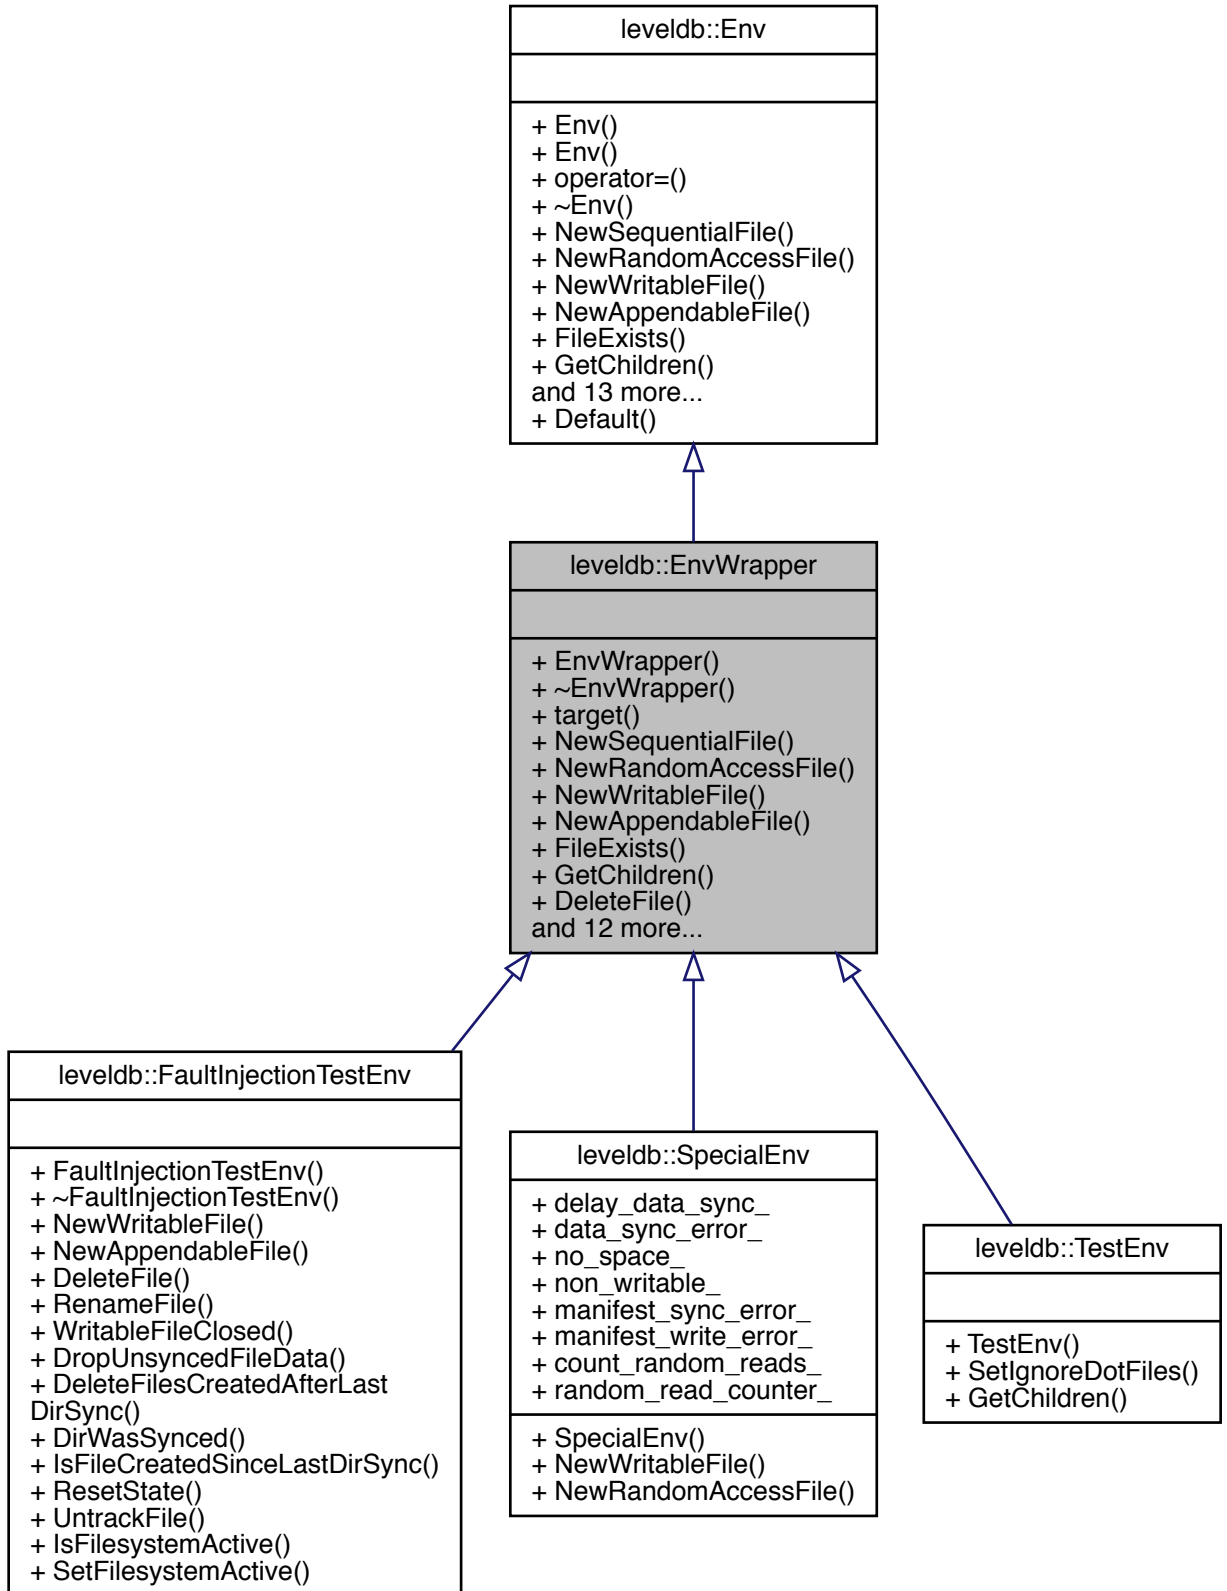 leveldb::Env
+ Env()
+ Env()
+ operator=()
+ ~Env()
+ NewSequentialFile()
+ NewRandomAccessFile()
+ NewWritableFile()
+ NewAppendableFile()
+ FileExists()
+ GetChildren()
and 13 more...
+ Default()
leveldb::EnvWrapper
+ EnvWrapper()
+ ~EnvWrapper()
+ target()
+ NewSequentialFile()
+ NewRandomAccessFile()
+ NewWritableFile()
+ NewAppendableFile()
+ FileExists()
+ GetChildren()
+ DeleteFile()
and 12 more...
leveldb::FaultInjectionTestEnv
+ FaultInjectionTestEnv()
+ ~FaultInjectionTestEnv()
+ NewWritableFile()
+ NewAppendableFile()
+ DeleteFile()
+ RenameFile()
+ WritableFileClosed()
+ DropUnsyncedFileData()
+ DeleteFilesCreatedAfterLast
DirSync()
+ DirWasSynced()
+ IsFileCreatedSinceLastDirSync()
+ ResetState()
+ UntrackFile()
+ IsFilesystemActive()
+ SetFilesystemActive()
leveldb::SpecialEnv
+ delay_data_sync_
+ data_sync_error_
+ no_space_
+ non_writable_
+ manifest_sync_error_
+ manifest_write_error_
+ count_random_reads_
+ random_read_counter_
+ SpecialEnv()
+ NewWritableFile()
+ NewRandomAccessFile()
leveldb::TestEnv
+ TestEnv()
+ SetIgnoreDotFiles()
+ GetChildren()